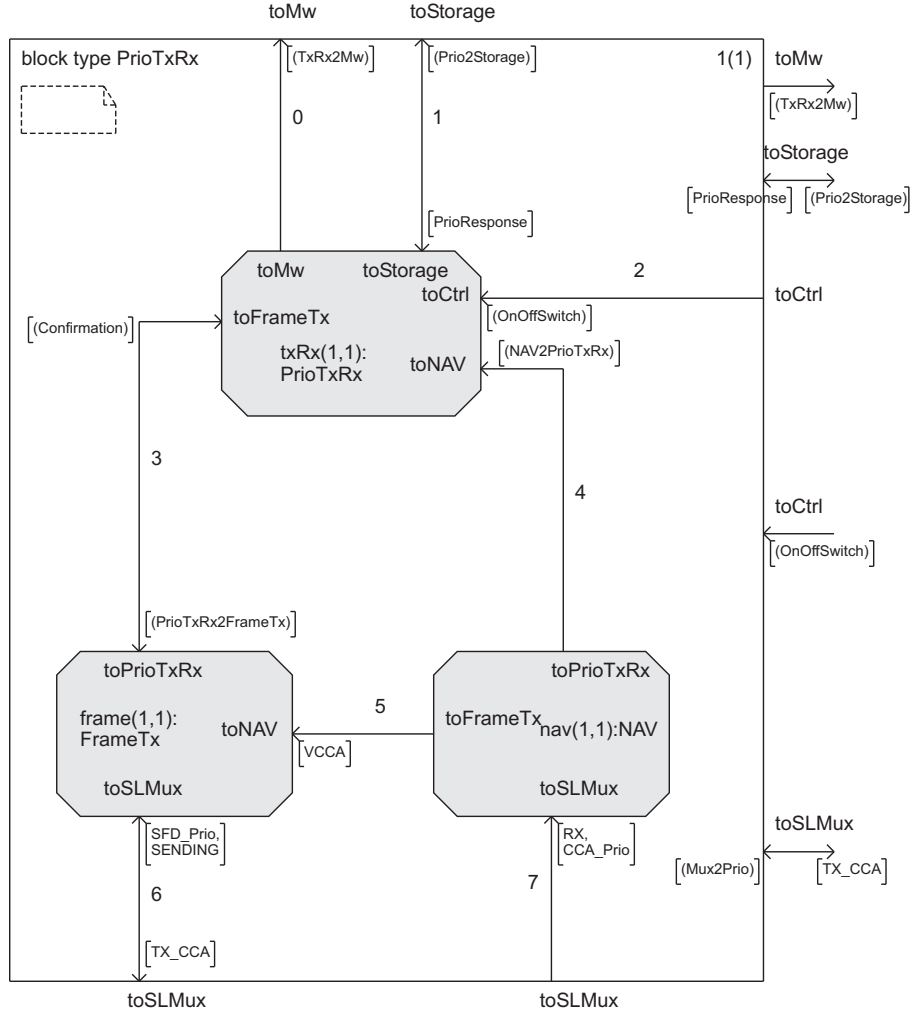 toMw
toStorage
block type PrioTxRx
[(TxRx2Mw)]
[(Prio2Storage)]
1(1)
toMw
[(TxRx2Mw)]
0
1
toStorage
[PrioResponse]
[(Prio2Storage)]
[PrioResponse]
toMw
toStorage
2
toCtrl
toCtrl
[(OnOffSwitch)]
[(Confirmation)]
toFrameTx
[(NAV2PrioTxRx)]
txRx(1,1):
PrioTxRx
toNAV
3
4
toCtrl
[(OnOffSwitch)]
[(PrioTxRx2FrameTx)]
toPrioTxRx
toPrioTxRx
frame(1,1):
FrameTx
toNAV
5
toFrameTx
nav(1,1):NAV
[VCCA]
toSLMux
toSLMux
[SFD_Prio,
SENDING]
[RX,
CCA_Prio]
toSLMux
[(Mux2Prio)]
[TX_CCA]
6
7
[TX_CCA]
toSLMux
toSLMux